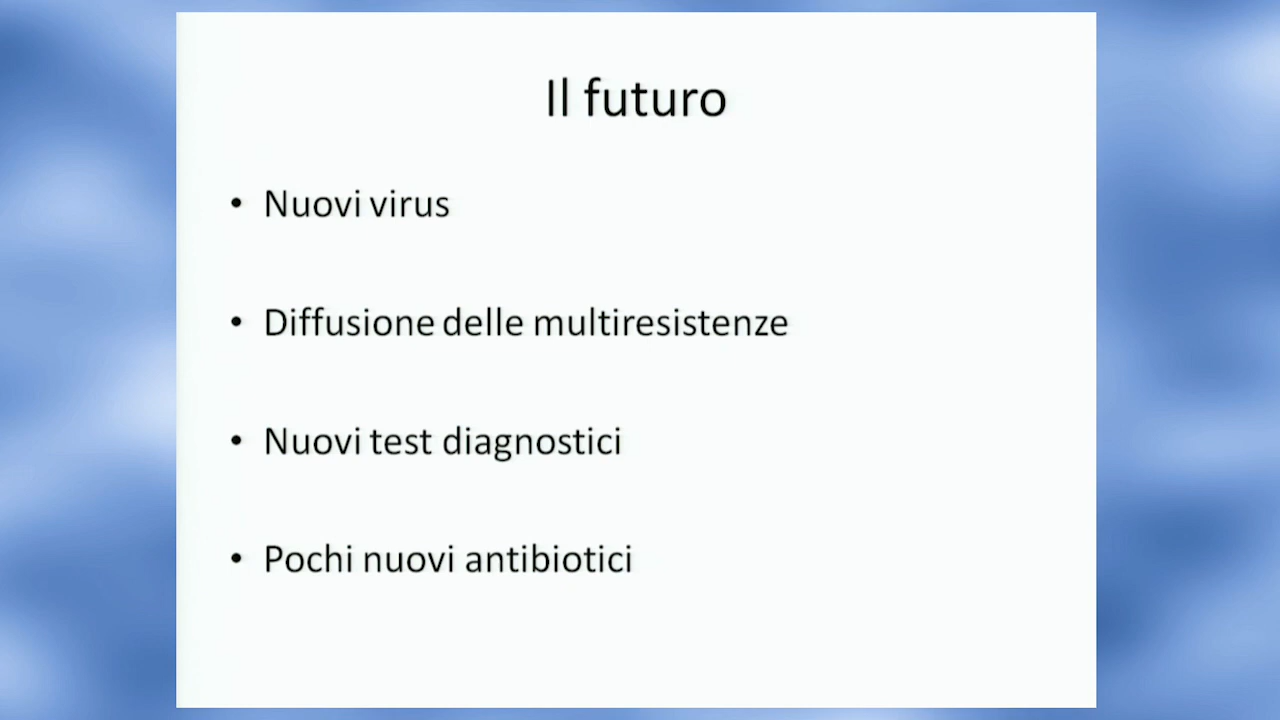 Il futuro
• Nuovi virus
• Diffusione delle multiresistenze
• Nuovi test diagnostici
• Pochi nuovi antibiotici